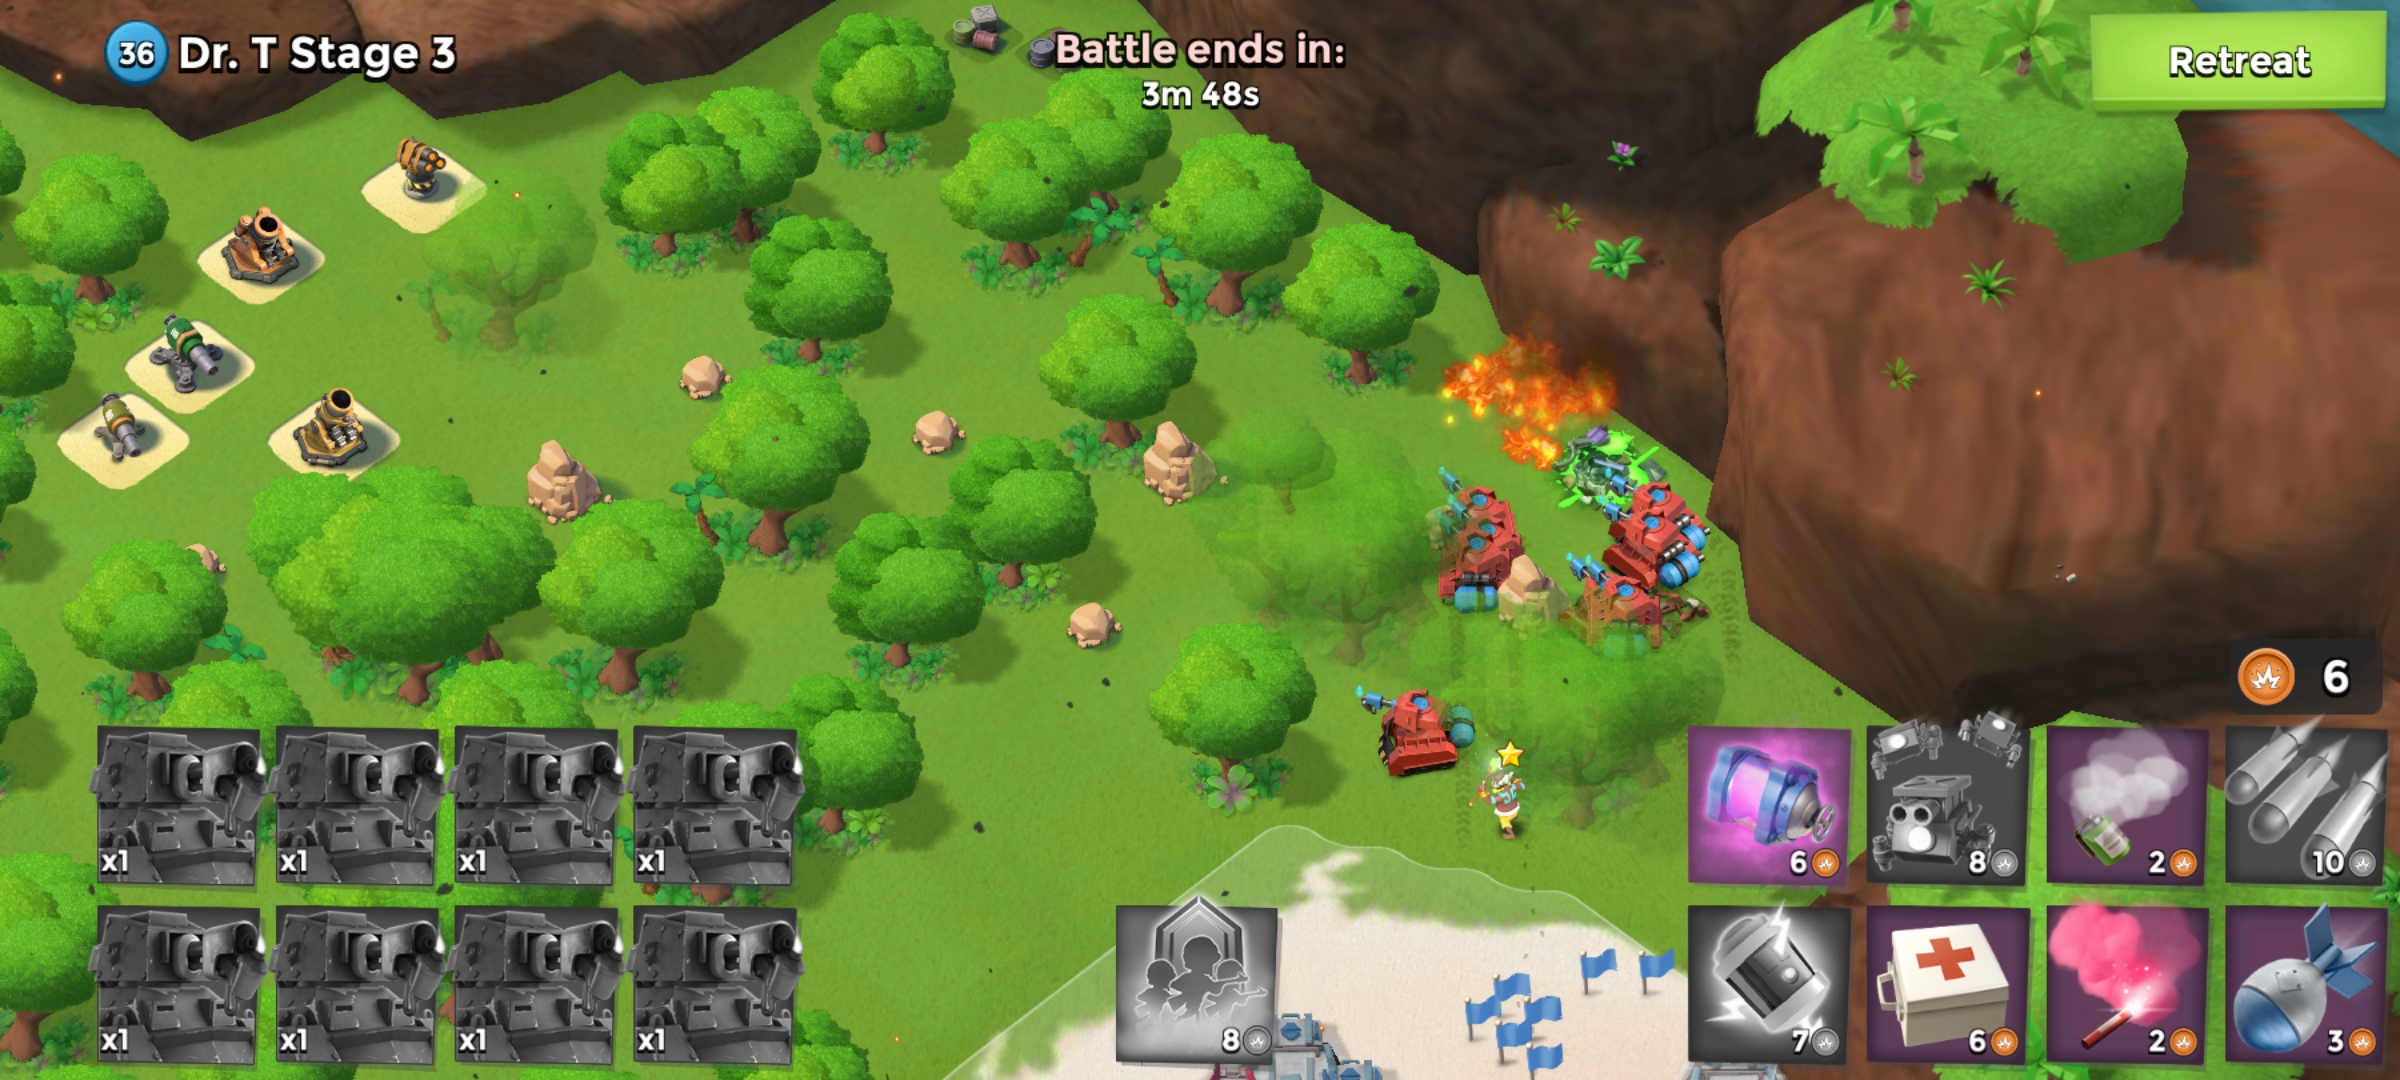 36 Dr. T Stage 3
Battle ends in:
3m 48s
Retreat
6
x1 x1 x1 x1
6 8 2 10
x1 x1 x1 x1
8
7 6 2 3